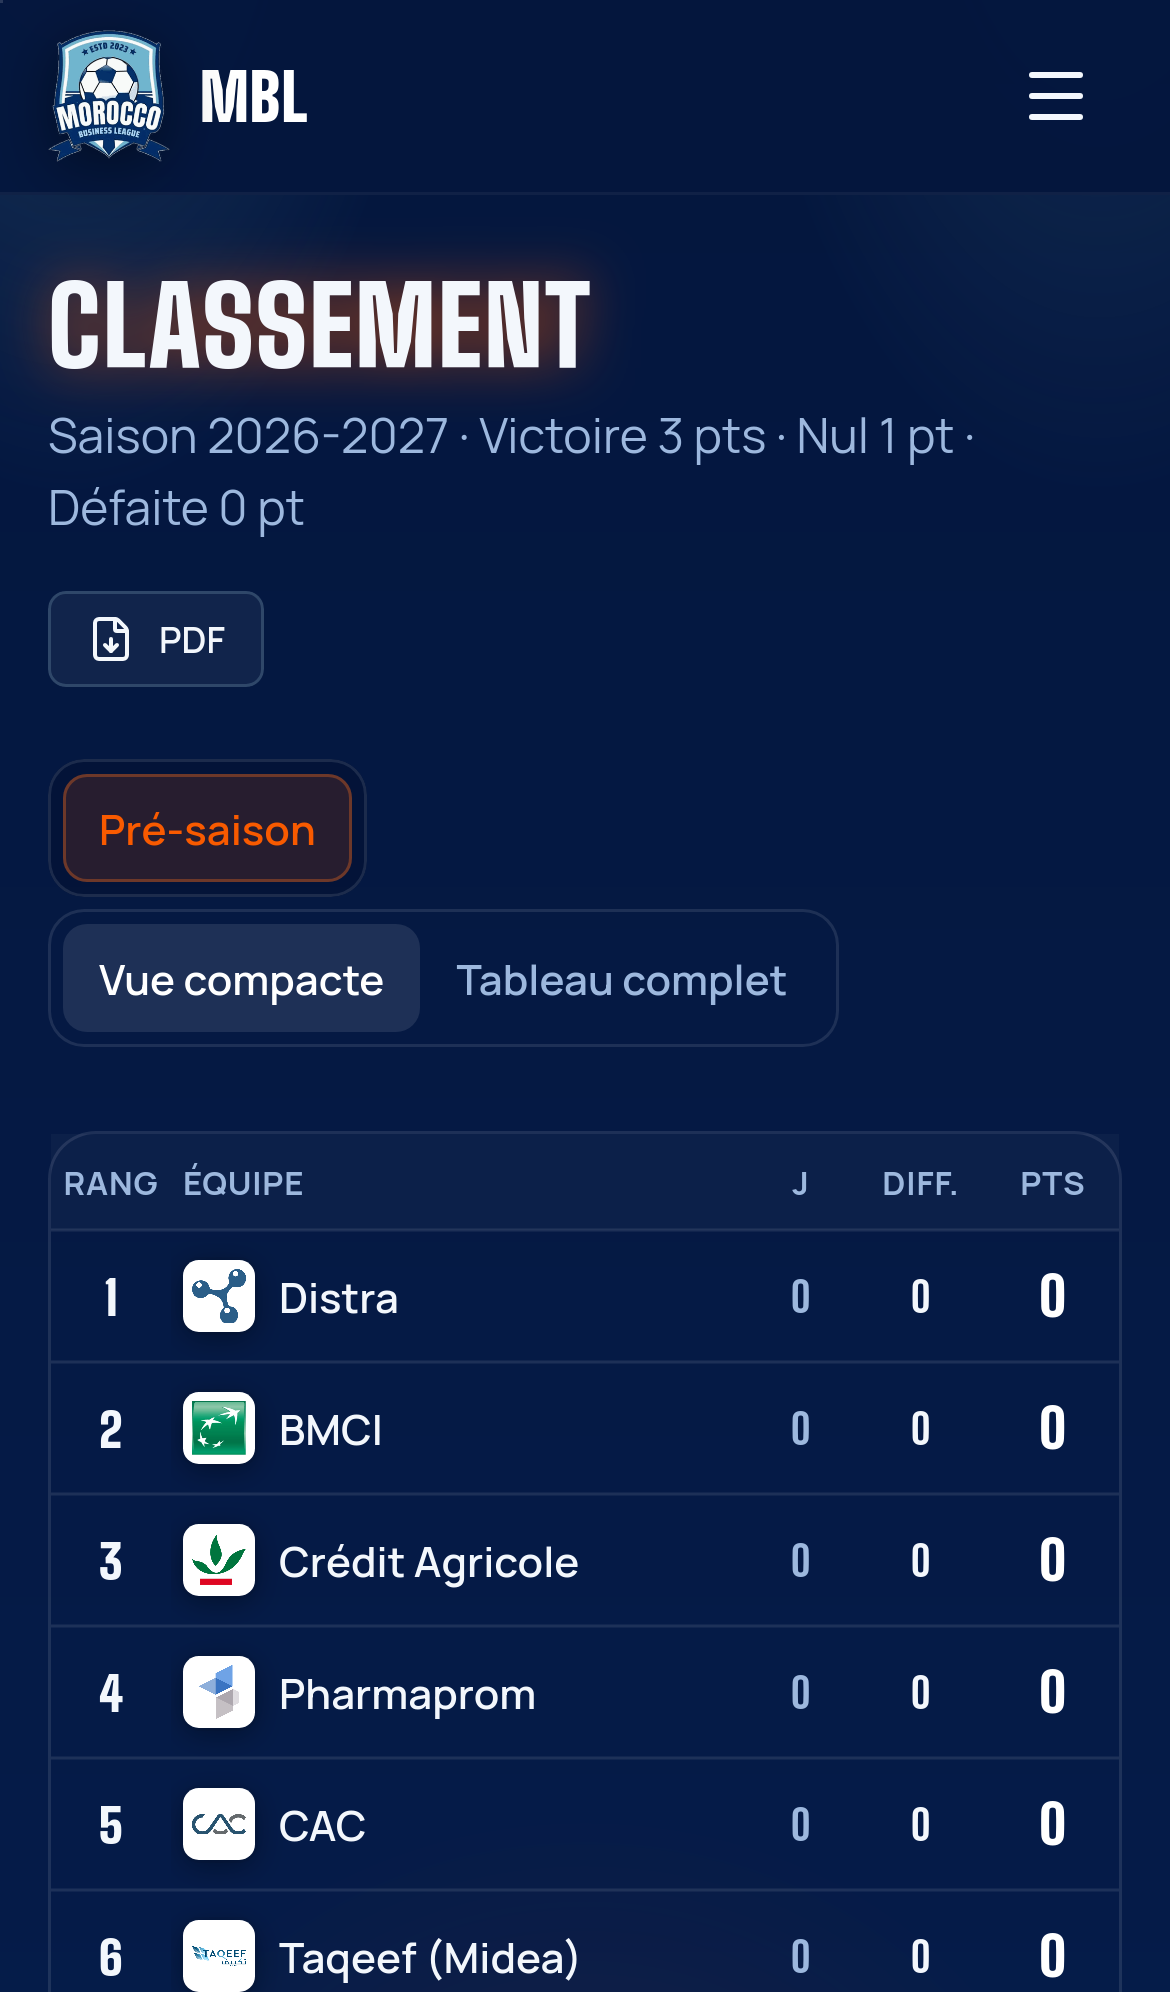 ★ ESTD 2023 ★
MOROCCO
BUSINESS LEAGUE
MBL
CLASSEMENT
Saison 2026-2027 · Victoire 3 pts · Nul 1 pt ·
Défaite 0 pt
PDF
Pré-saison
Vue compacte Tableau complet
RANG ÉQUIPE J DIFF. PTS
1 Distra 0 0 0
2 BMCI 0 0 0
3 Crédit Agricole 0 0 0
4 Pharmaprom 0 0 0
5 CAC CAC 0 0 0
6 TAQEEF Taqeef (Midea) 0 0 0